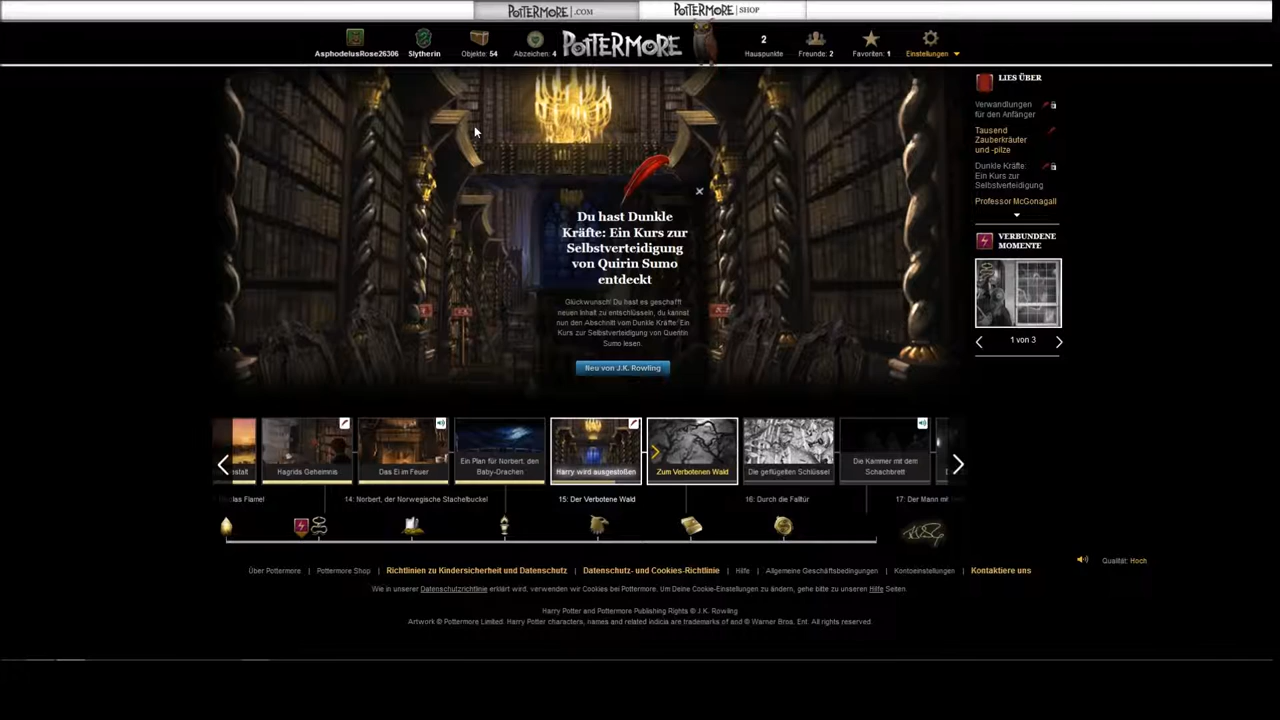 POTTERMORE|.COM
POTTERMORE|SHOP
AsphodelusRose26306
Slytherin
Objekte: 54
Abzeichen: 4
POTTERMORE
2
Hauspunkte
Freunde: 2
Favoriten: 1
Einstellungen
LIES ÜBER
Verwandlungen
für den Anfänger
Tausend
Zauberkräuter
und -pilze
Dunkle Kräfte:
Ein Kurs zur
Selbstverteidigung
Professor McGonagall
VERBUNDENE
MOMENTE
1 von 3
Du hast Dunkle
Kräfte: Ein Kurs zur
Selbstverteidigung
von Quirin Sumo
entdeckt
Glückwunsch! Du hast es geschafft
neuen Inhalt zu entschlüsseln, du kannst
nun den Abschnitt vom Dunkle Kräfte: Ein
Kurs zur Selbstverteidigung von Quentin
Sumo lesen.
Neu von J.K. Rowling
nstalt
Hagrids Geheimnis
Das Ei im Feuer
Ein Plan für Norbert, den
Baby-Drachen
Harry wird ausgestoßen
Zum Verbotenen Wald
Die geflügelten Schlüssel
Die Kammer mit dem
Schachbrett
las Flamel
14: Norbert, der Norwegische Stachelbuckel
15: Der Verbotene Wald
16: Durch die Falltür
17: Der Mann mit
Über Pottermore | Pottermore Shop | Richtlinien zu Kindersicherheit und Datenschutz | Datenschutz- und Cookies-Richtlinie | Hilfe | Allgemeine Geschäftsbedingungen | Kontoeinstellungen | Kontaktiere uns
Qualität: Hoch
Wie in unserer Datenschutzrichtlinie erklärt wird, verwenden wir Cookies bei Pottermore. Um Deine Cookie-Einstellungen zu ändern, gehe bitte zu unseren Hilfe Seiten.
Harry Potter and Pottermore Publishing Rights © J.K. Rowling
Artwork © Pottermore Limited. Harry Potter characters, names and related indicia are trademarks of and © Warner Bros. Ent. All rights reserved.